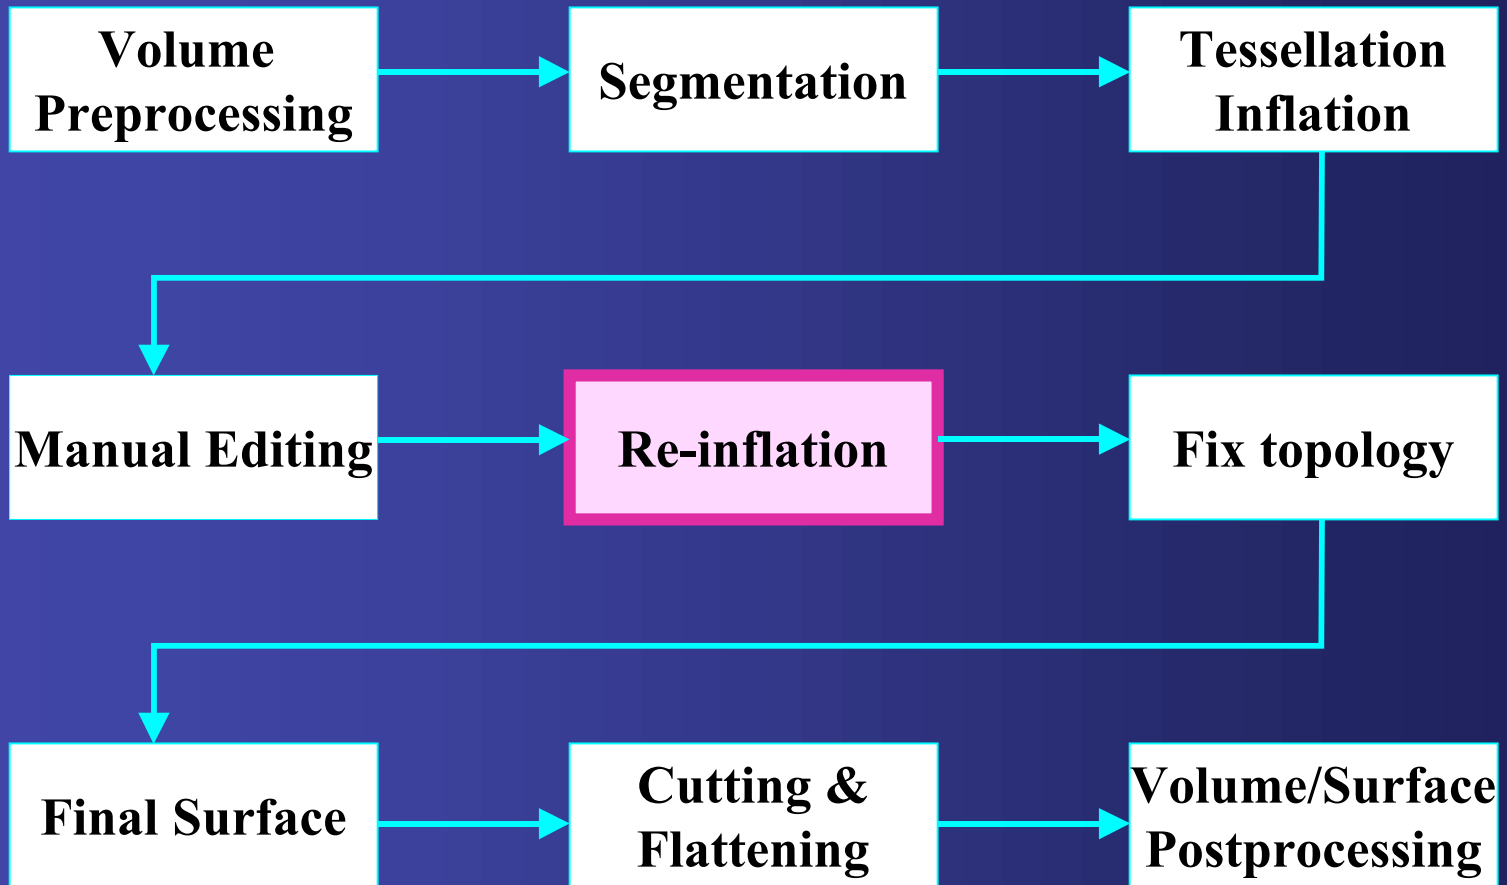 Volume
Preprocessing
Segmentation
Tessellation
Inflation
Manual Editing
Re-inflation
Fix topology
Final Surface
Cutting &
Flattening
Volume/Surface
Postprocessing